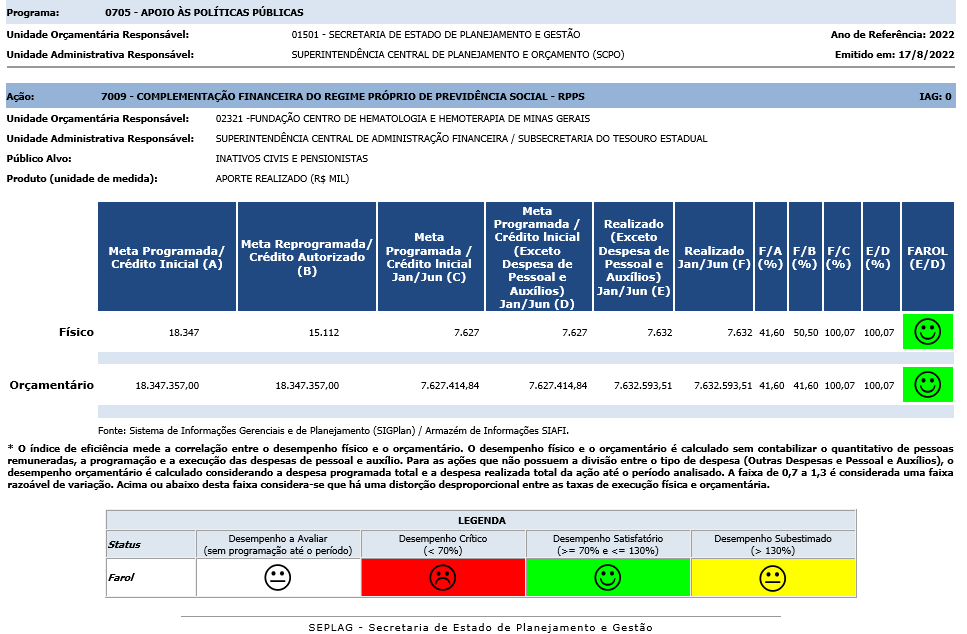 Programa: 0705 - APOIO ÀS POLÍTICAS PÚBLICAS
Unidade Orçamentária Responsável: 01501 - SECRETARIA DE ESTADO DE PLANEJAMENTO E GESTÃO Ano de Referência: 2022
Unidade Administrativa Responsável: SUPERINTENDÊNCIA CENTRAL DE PLANEJAMENTO E ORÇAMENTO (SCPO) Emitido em: 17/8/2022
Ação: 7009 - COMPLEMENTAÇÃO FINANCEIRA DO REGIME PRÓPRIO DE PREVIDÊNCIA SOCIAL - RPPS IAG: 0
Unidade Orçamentária Responsável: 02321 -FUNDAÇÃO CENTRO DE HEMATOLOGIA E HEMOTERAPIA DE MINAS GERAIS
Unidade Administrativa Responsável: SUPERINTENDÊNCIA CENTRAL DE ADMINISTRAÇÃO FINANCEIRA / SUBSECRETARIA DO TESOURO ESTADUAL
Público Alvo: INATIVOS CIVIS E PENSIONISTAS
Produto (unidade de medida): APORTE REALIZADO (R$ MIL)
Meta Programada/
Crédito Inicial (A)
Meta Reprogramada/
Crédito Autorizado
(B)
Meta
Programada /
Crédito Inicial
Jan/Jun (C)
Meta
Programada /
Crédito Inicial
(Exceto
Despesa de
Pessoal e
Auxílios)
Jan/Jun (D)
Realizado
(Exceto
Despesa de
Pessoal e
Auxílios)
Jan/Jun (E)
Realizado
Jan/Jun (F)
F/A
(%)
F/B
(%)
F/C
(%)
E/D
(%)
FAROL
(E/D)
Físico 18.347 15.112 7.627 7.627 7.632 7.632 41,60 50,50 100,07 100,07
Orçamentário 18.347.357,00 18.347.357,00 7.627.414,84 7.627.414,84 7.632.593,51 7.632.593,51 41,60 41,60 100,07 100,07
Fonte: Sistema de Informações Gerenciais e de Planejamento (SIGPlan) / Armazém de Informações SIAFI.
* O índice de eficiência mede a correlação entre o desempenho físico e o orçamentário. O desempenho físico e o orçamentário é calculado sem contabilizar o quantitativo de pessoas
remuneradas, a programação e a execução das despesas de pessoal e auxílio. Para as ações que não possuem a divisão entre o tipo de despesa (Outras Despesas e Pessoal e Auxílios), o
desempenho orçamentário é calculado considerando a despesa programada total e a despesa realizada total da ação até o período analisado. A faixa de 0,7 a 1,3 é considerada uma faixa
razoável de variação. Acima ou abaixo desta faixa considera-se que há uma distorção desproporcional entre as taxas de execução física e orçamentária.
LEGENDA
Status
Desempenho a Avaliar
(sem programação até o período)
Desempenho Crítico
(< 70%)
Desempenho Satisfatório
(>= 70% e <= 130%)
Desempenho Subestimado
(> 130%)
Farol
SEPLAG - Secretaria de Estado de Planejamento e Gestão